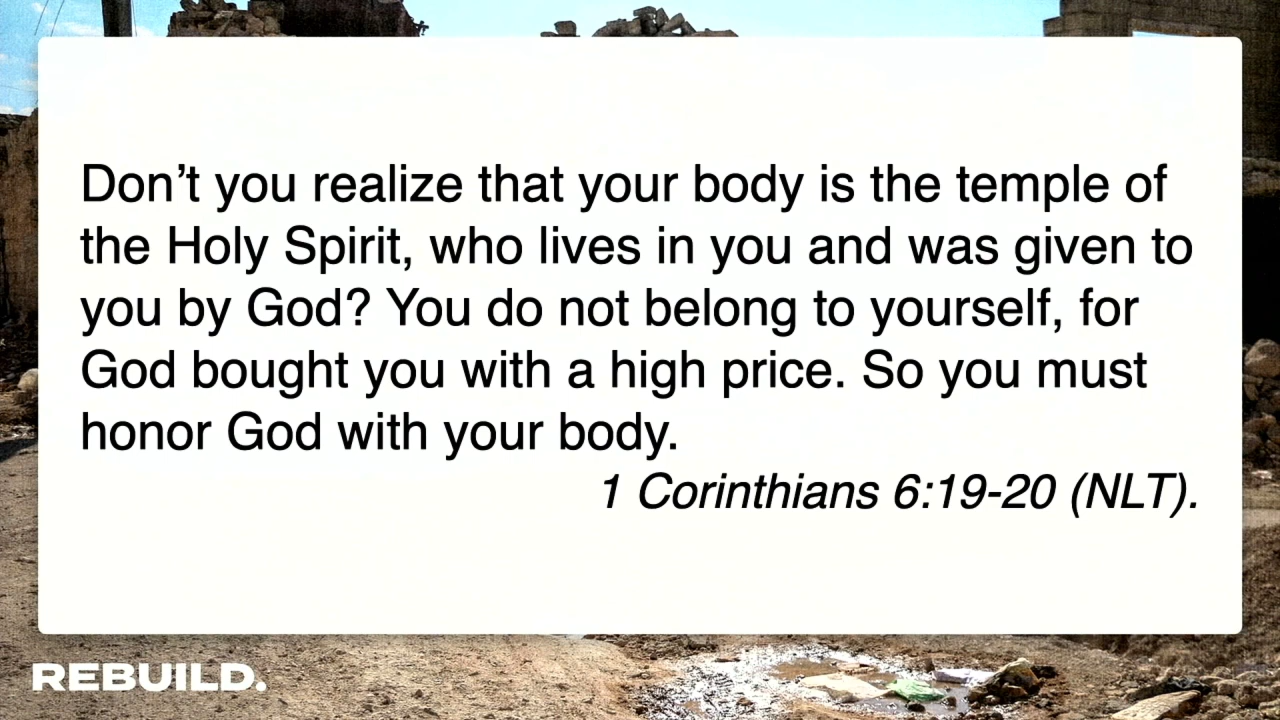 Don’t you realize that your body is the temple of
the Holy Spirit, who lives in you and was given to
you by God? You do not belong to yourself, for
God bought you with a high price. So you must
honor God with your body.
1 Corinthians 6:19-20 (NLT).
REBUILD.